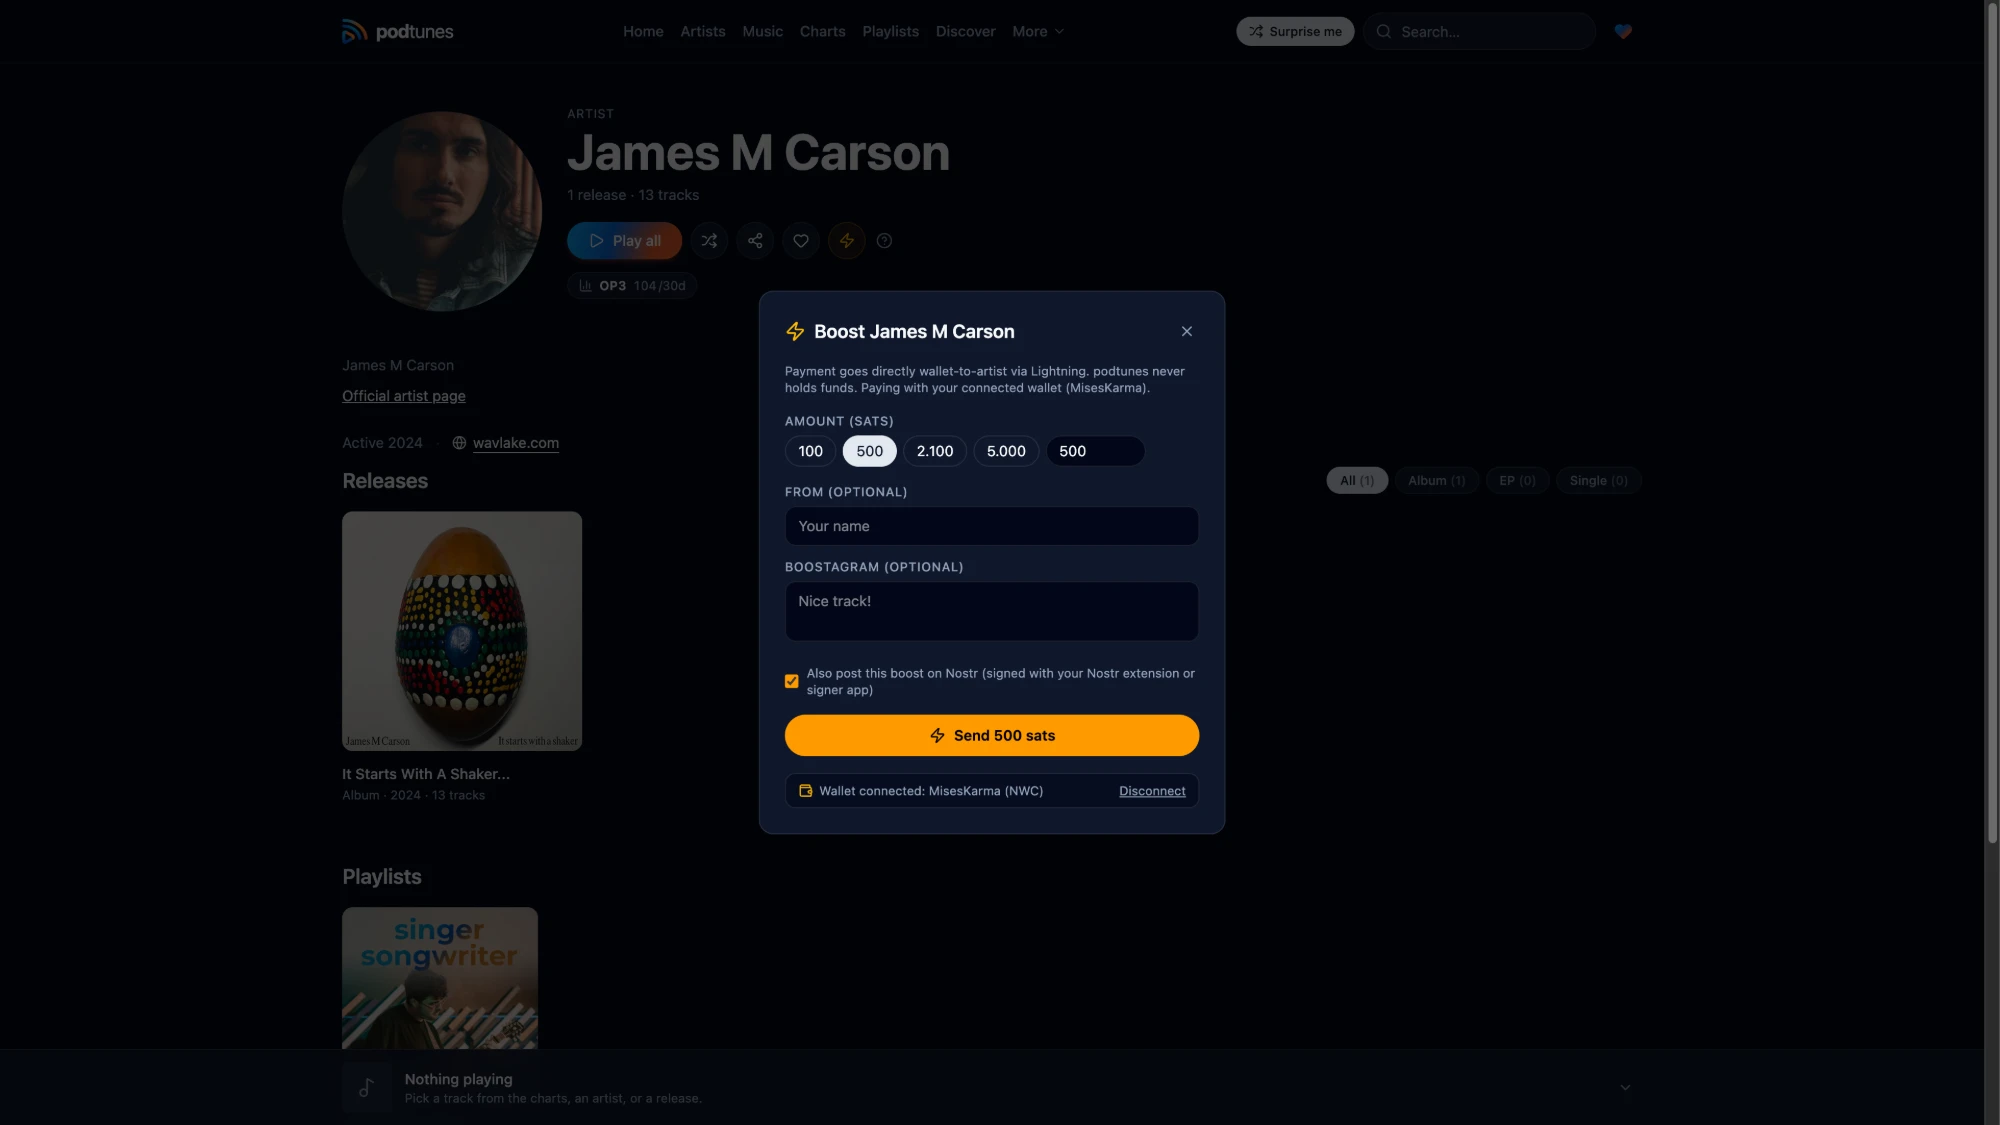 podtunes
Home Artists Music Charts Playlists Discover More
Surprise me
Search...
ARTIST
James M Carson
1 release · 13 tracks
Play all
OP3 104/30d
James M Carson
Official artist page
Active 2024 · wavlake.com
Releases
All (1) Album (1) EP (0) Single (0)
James M Carson It starts with a shaker
It Starts With A Shaker...
Album · 2024 · 13 tracks
Playlists
singer
songwriter
Boost James M Carson
Payment goes directly wallet-to-artist via Lightning. podtunes never
holds funds. Paying with your connected wallet (MisesKarma).
AMOUNT (SATS)
100 500 2.100 5.000 500
FROM (OPTIONAL)
Your name
BOOSTAGRAM (OPTIONAL)
Nice track!
Also post this boost on Nostr (signed with your Nostr extension or
signer app)
Send 500 sats
Wallet connected: MisesKarma (NWC) Disconnect
Nothing playing
Pick a track from the charts, an artist, or a release.